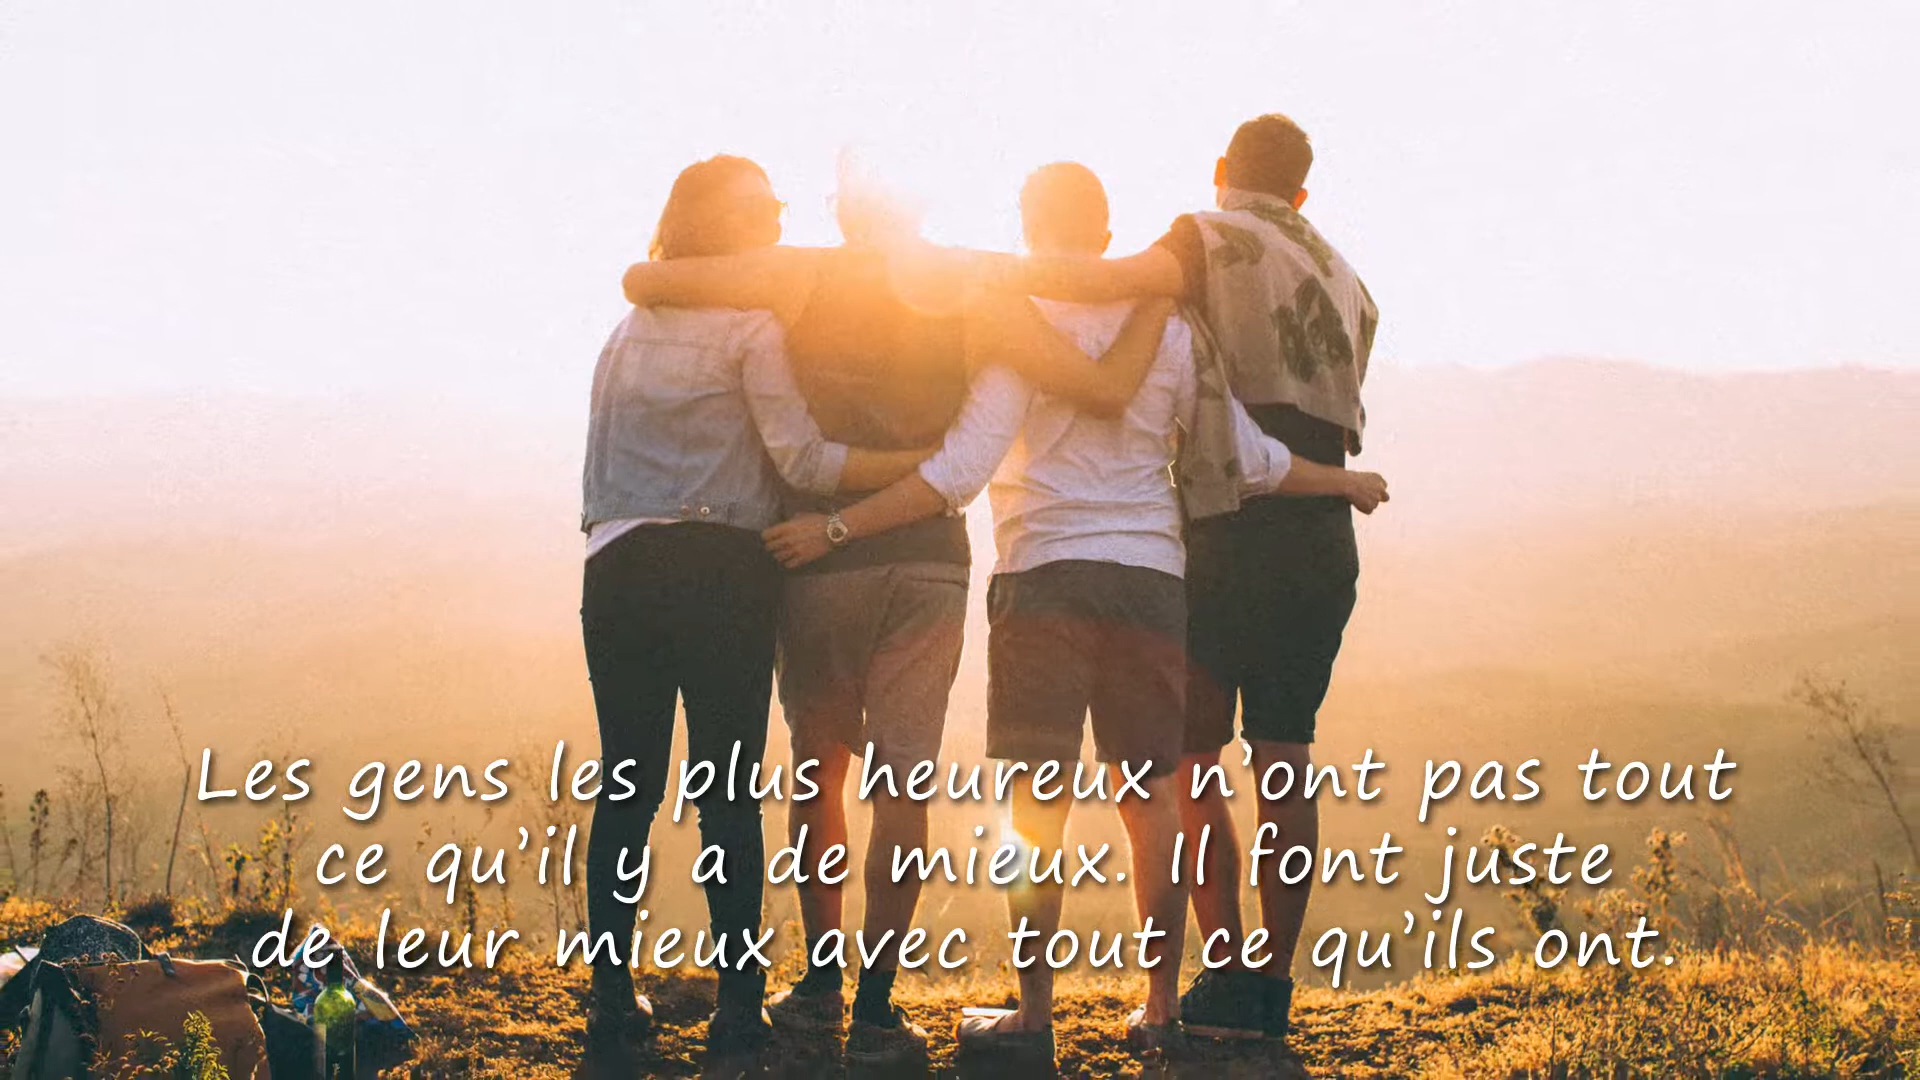 Les gens les plus heureux n’ont pas tout
ce qu’il y a de mieux. Il font juste
de leur mieux avec tout ce qu’ils ont.